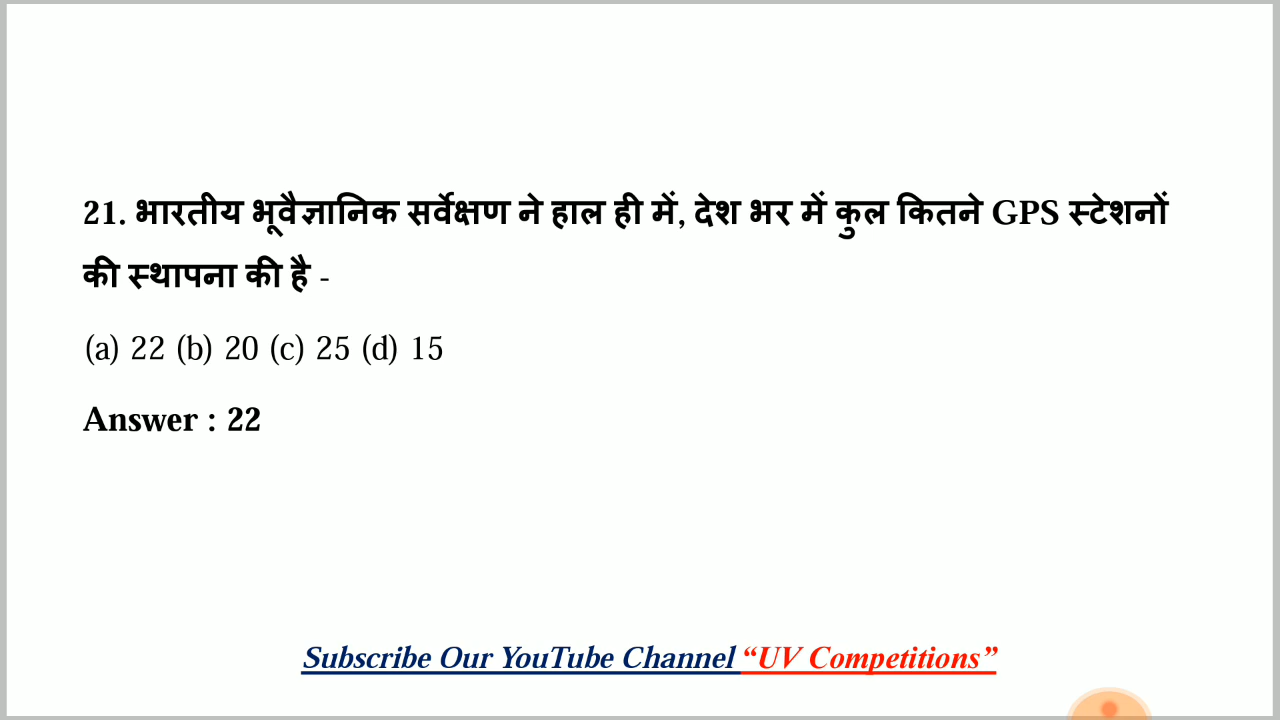 21. भारतीय भूवैज्ञानिक सर्वेक्षण ने हाल ही में, देश भर में कुल कितने GPS स्टेशनों
की स्थापना की है -
(a) 22 (b) 20 (c) 25 (d) 15
Answer : 22
Subscribe Our YouTube Channel “UV Competitions”